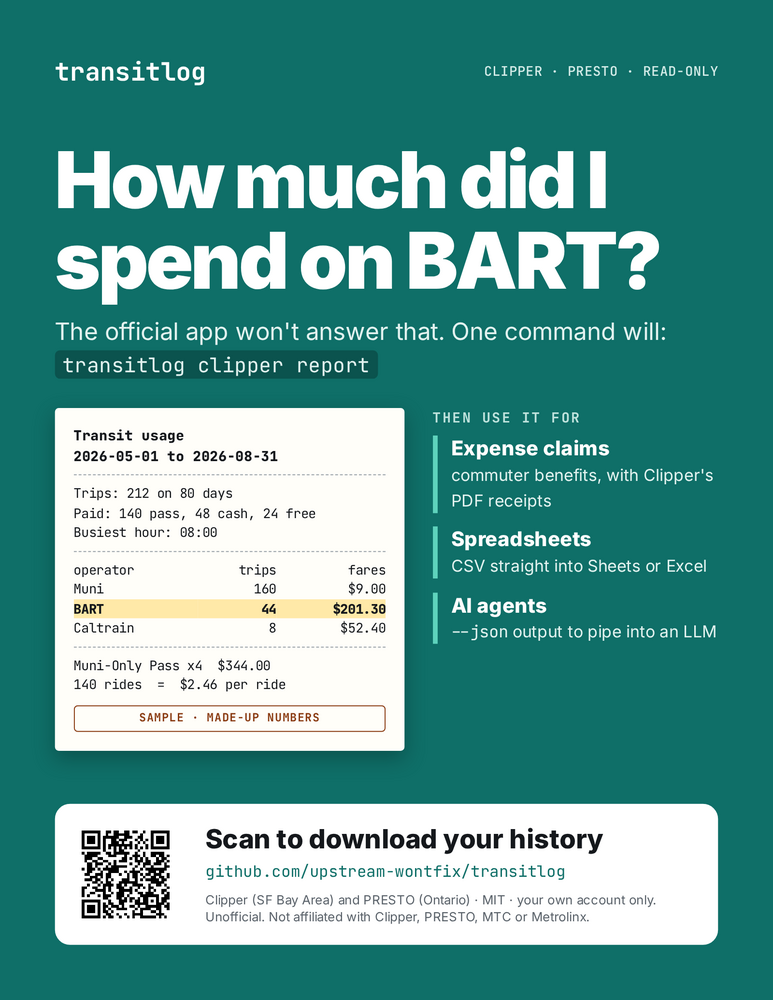 transitlog
CLIPPER · PRESTO · READ-ONLY
How much did I
spend on BART?
The official app won't answer that. One command will:
transitlog clipper report
Transit usage
2026-05-01 to 2026-08-31
Trips: 212 on 80 days
Paid: 140 pass, 48 cash, 24 free
Busiest hour: 08:00
operator trips fares
Muni 160 $9.00
BART 44 $201.30
Caltrain 8 $52.40
Muni-Only Pass x4 $344.00
140 rides = $2.46 per ride
SAMPLE · MADE-UP NUMBERS
THEN USE IT FOR
Expense claims
commuter benefits, with Clipper's
PDF receipts
Spreadsheets
CSV straight into Sheets or Excel
AI agents
--json output to pipe into an LLM
Scan to download your history
github.com/upstream-wontfix/transitlog
Clipper (SF Bay Area) and PRESTO (Ontario) · MIT · your own account only.
Unofficial. Not affiliated with Clipper, PRESTO, MTC or Metrolinx.